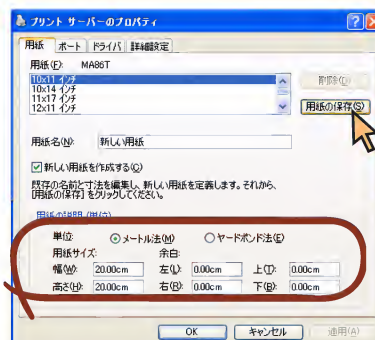 プリント サーバーのプロパティ
用紙 ポート ドライバ 詳細設定
用紙(F): MA86T
10x11 インチ
10x14 インチ
11x17 インチ
12x11 インチ
削除(D)
用紙の保存(S)
用紙名(N): 新しい用紙
新しい用紙を作成する(C)
既存の名前と寸法を編集し、新しい用紙を定義します。それから、
[用紙の保存] をクリックしてください。
用紙の説明 (単位)
単位: メートル法(M) ヤードポンド法(E)
用紙サイズ: 余白:
幅(W): 20.00cm 左(L): 0.00cm 上(T): 0.00cm
高さ(H): 20.00cm 右(R): 0.00cm 下(B): 0.00cm
OK キャンセル 適用(A)